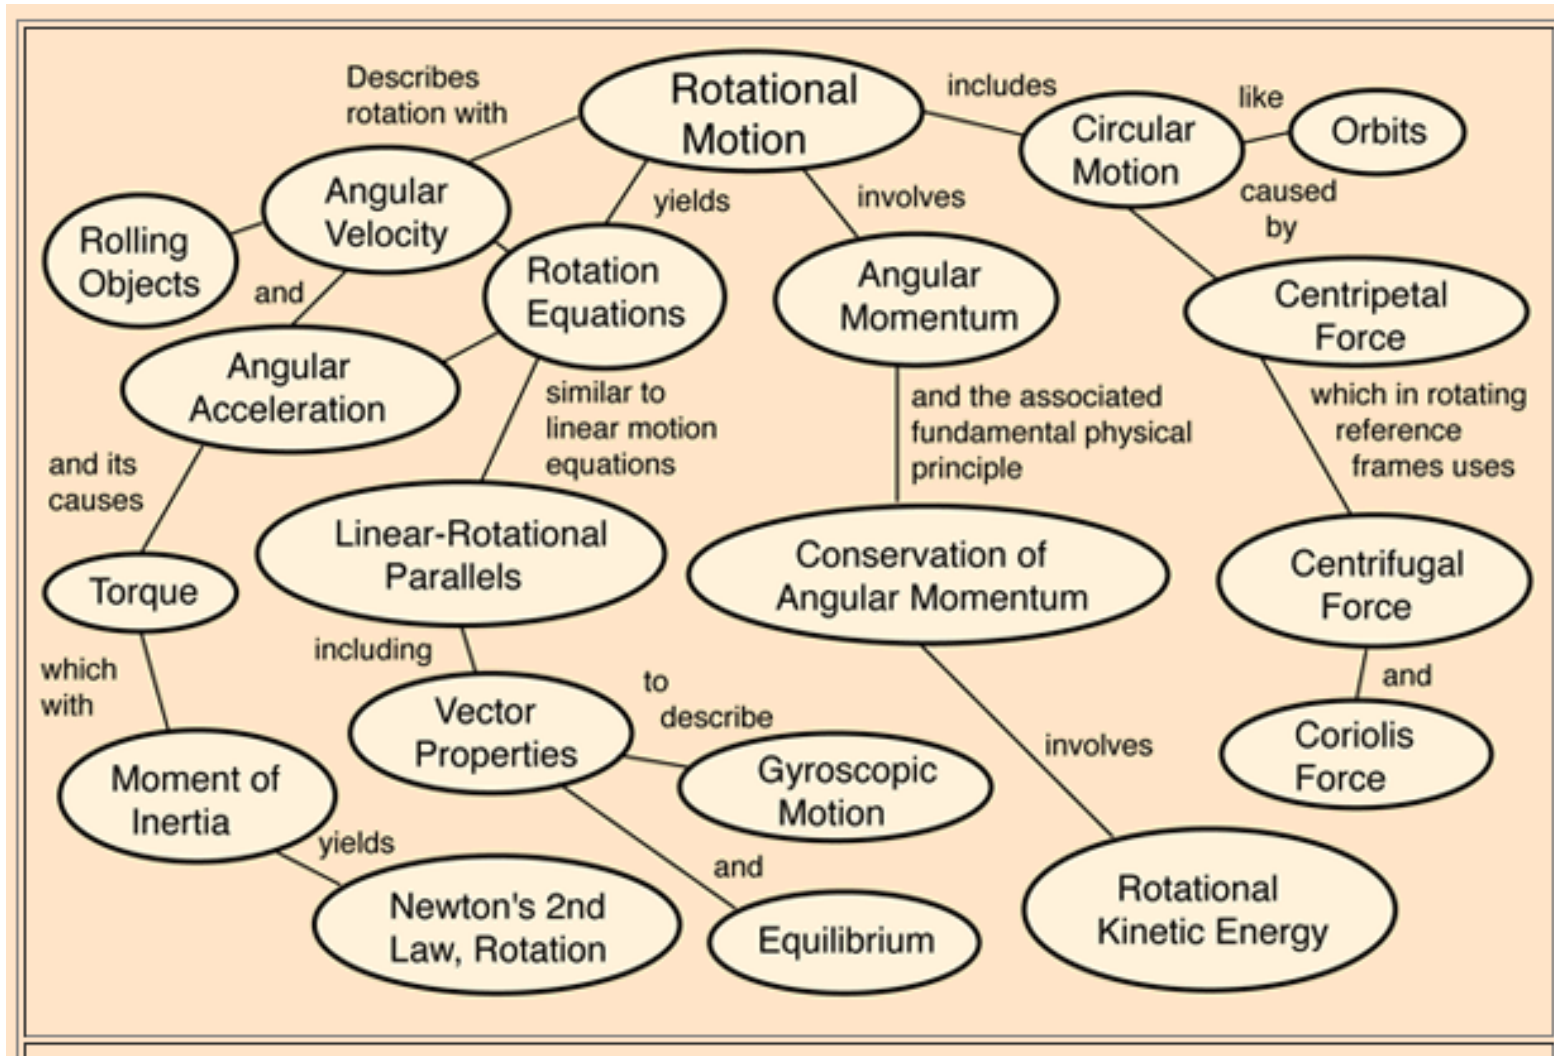 Rotational
Motion
Describes
rotation with
includes
like
Orbits
Circular
Motion
Angular
Velocity
yields
involves
caused
by
Rolling
Objects
and
Rotation
Equations
Angular
Momentum
Centripetal
Force
Angular
Acceleration
similar to
linear motion
equations
and the associated
fundamental physical
principle
which in rotating
reference
frames uses
and its
causes
Linear-Rotational
Parallels
Conservation of
Angular Momentum
Centrifugal
Force
Torque
which
with
including
to
describe
and
Vector
Properties
involves
Coriolis
Force
Moment of
Inertia
Gyroscopic
Motion
yields
and
Newton's 2nd
Law, Rotation
Equilibrium
Rotational
Kinetic Energy